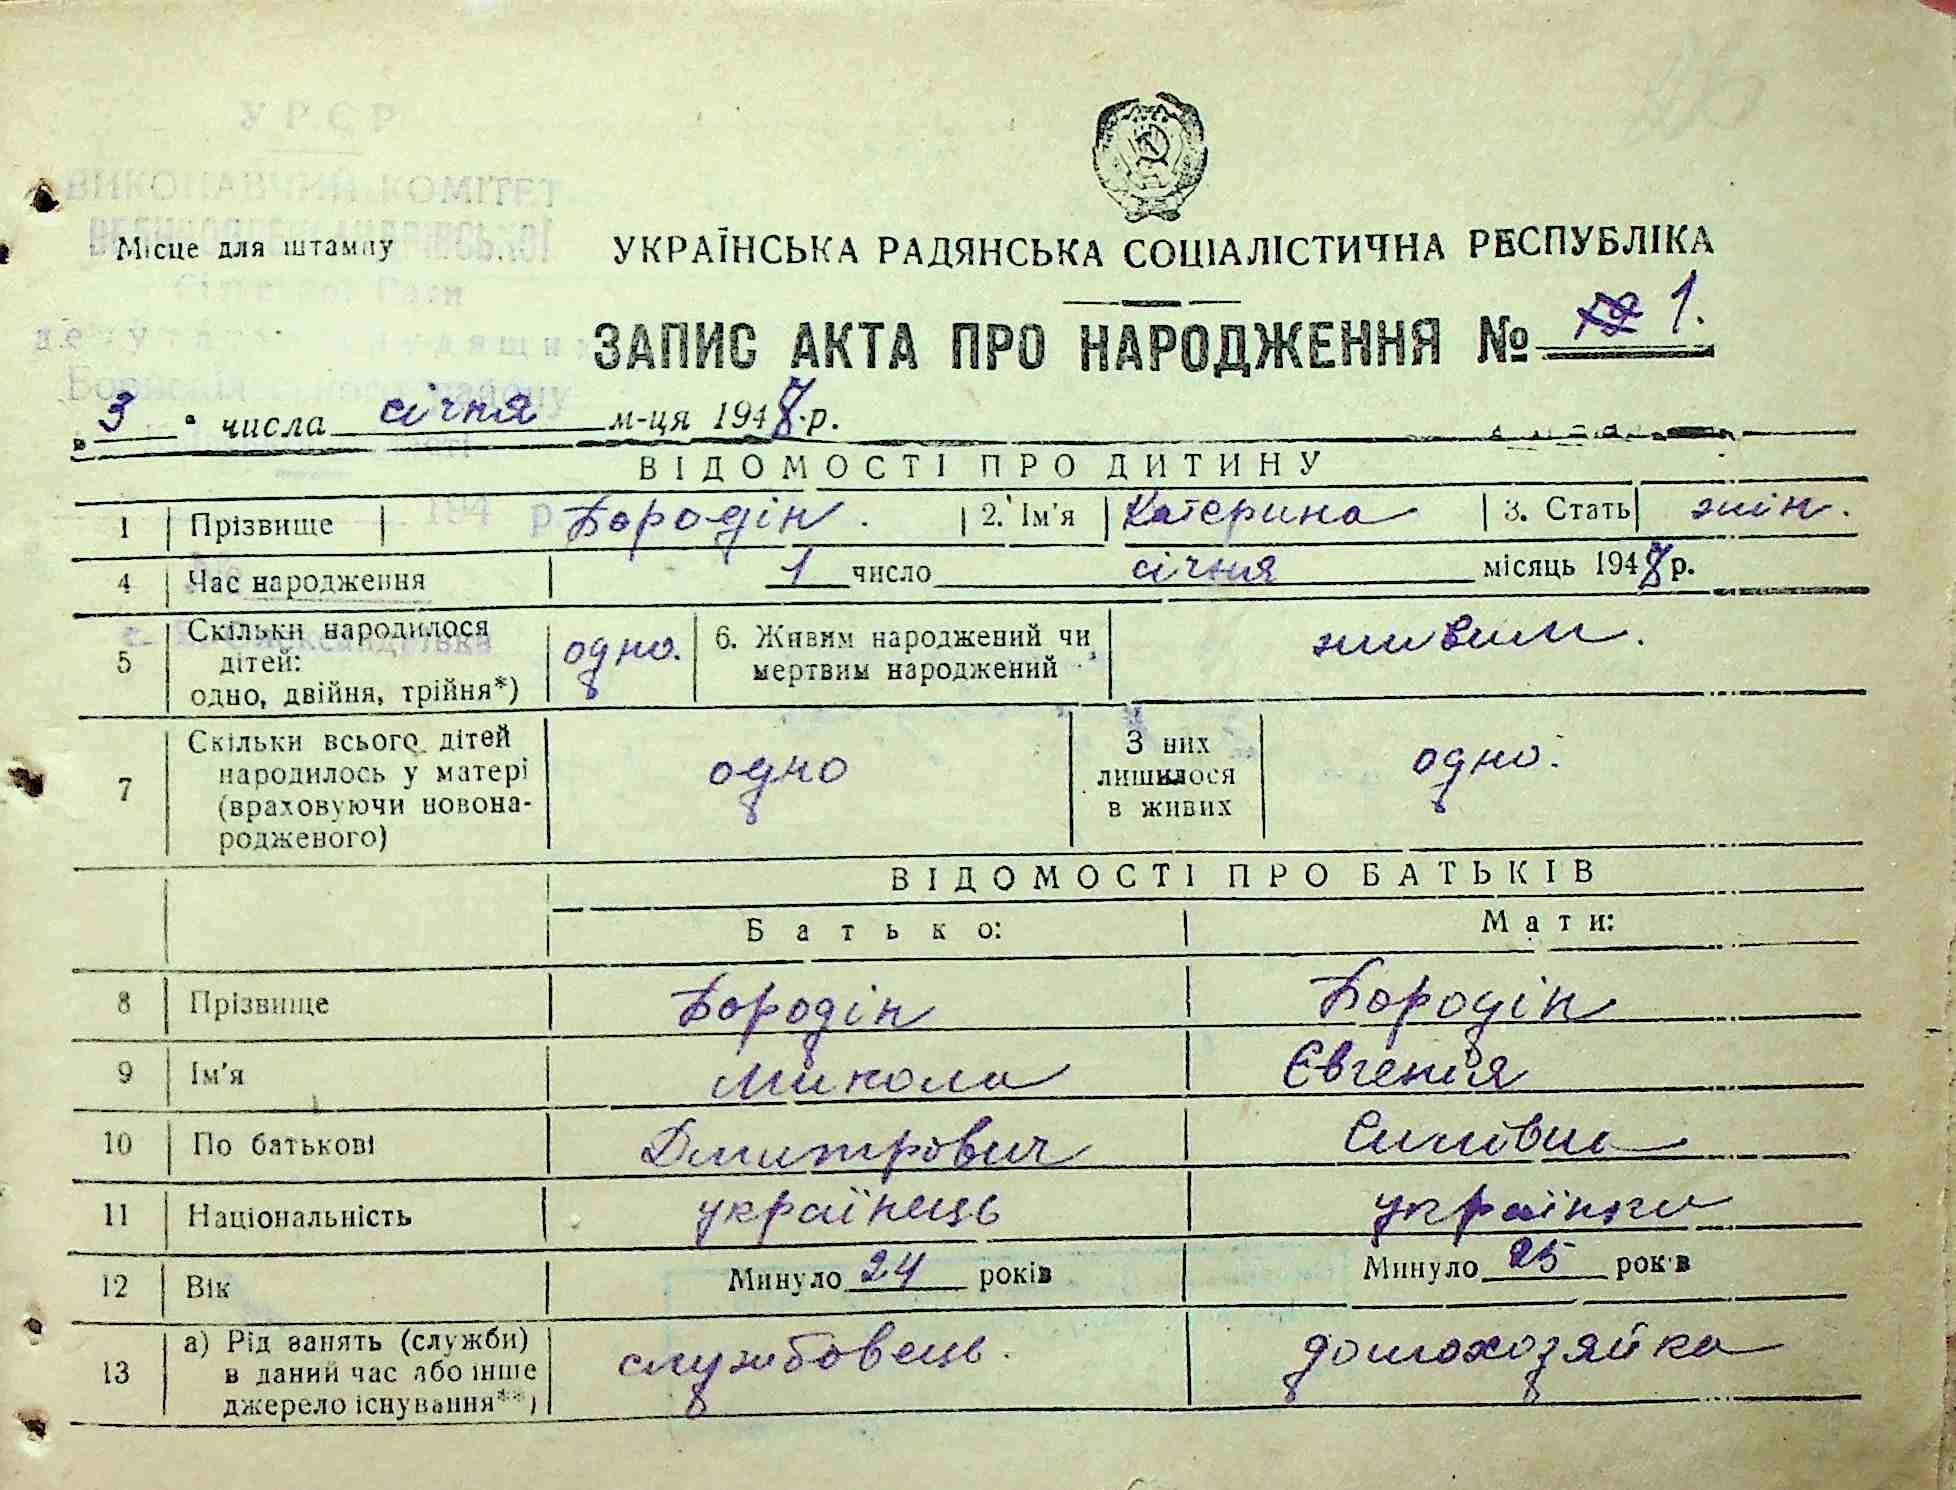 УРСР
ВИКОНАВЧИЙ КОМІТЕТ
Місце для штампу
УКРАЇНСЬКА РАДЯНСЬКА СОЦІАЛІСТИЧНА РЕСПУБЛІКА
ЗАПИС АКТА ПРО НАРОДЖЕННЯ № 1.
"3" числа січня м-ця 1948 р.
ВІДОМОСТІ ПРО ДИТИНУ
1 Прізвище Бородін. 2. Ім'я Катерина 3. Стать жін.
4 Час народження 1 число січня місяць 1948 р.
5 Скільки народилося дітей: одно, двійня, трійня*) одно. 6. Живим народжений чи мертвим народжений живим.
7 Скільки всього дітей народилось у матері (враховуючи новонародженого) одно З них лишилося в живих одно.
ВІДОМОСТІ ПРО БАТЬКІВ
Батько: Мати:
8 Прізвище Бородін Бородін
9 Ім'я Микола Євгенія
10 По батькові Дмитрович
11 Національність українець українка
12 Вік Минуло 24 років Минуло 25 років
13 а) Рід занять (служби) в даний час або інше джерело існування**) службовець. домохозяйка